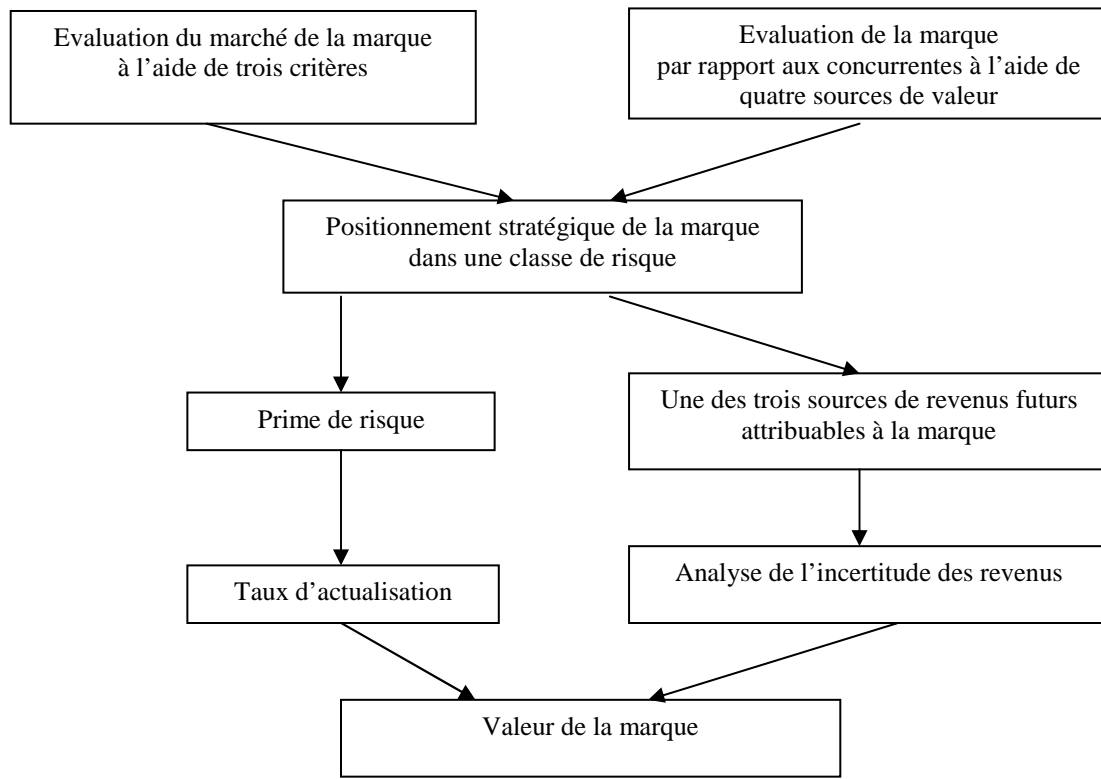 Evaluation du marché de la marque
à l’aide de trois critères
Evaluation de la marque
par rapport aux concurrentes à l’aide de
quatre sources de valeur
Positionnement stratégique de la marque
dans une classe de risque
Prime de risque
Une des trois sources de revenus futurs
attribuables à la marque
Taux d’actualisation
Analyse de l’incertitude des revenus
Valeur de la marque